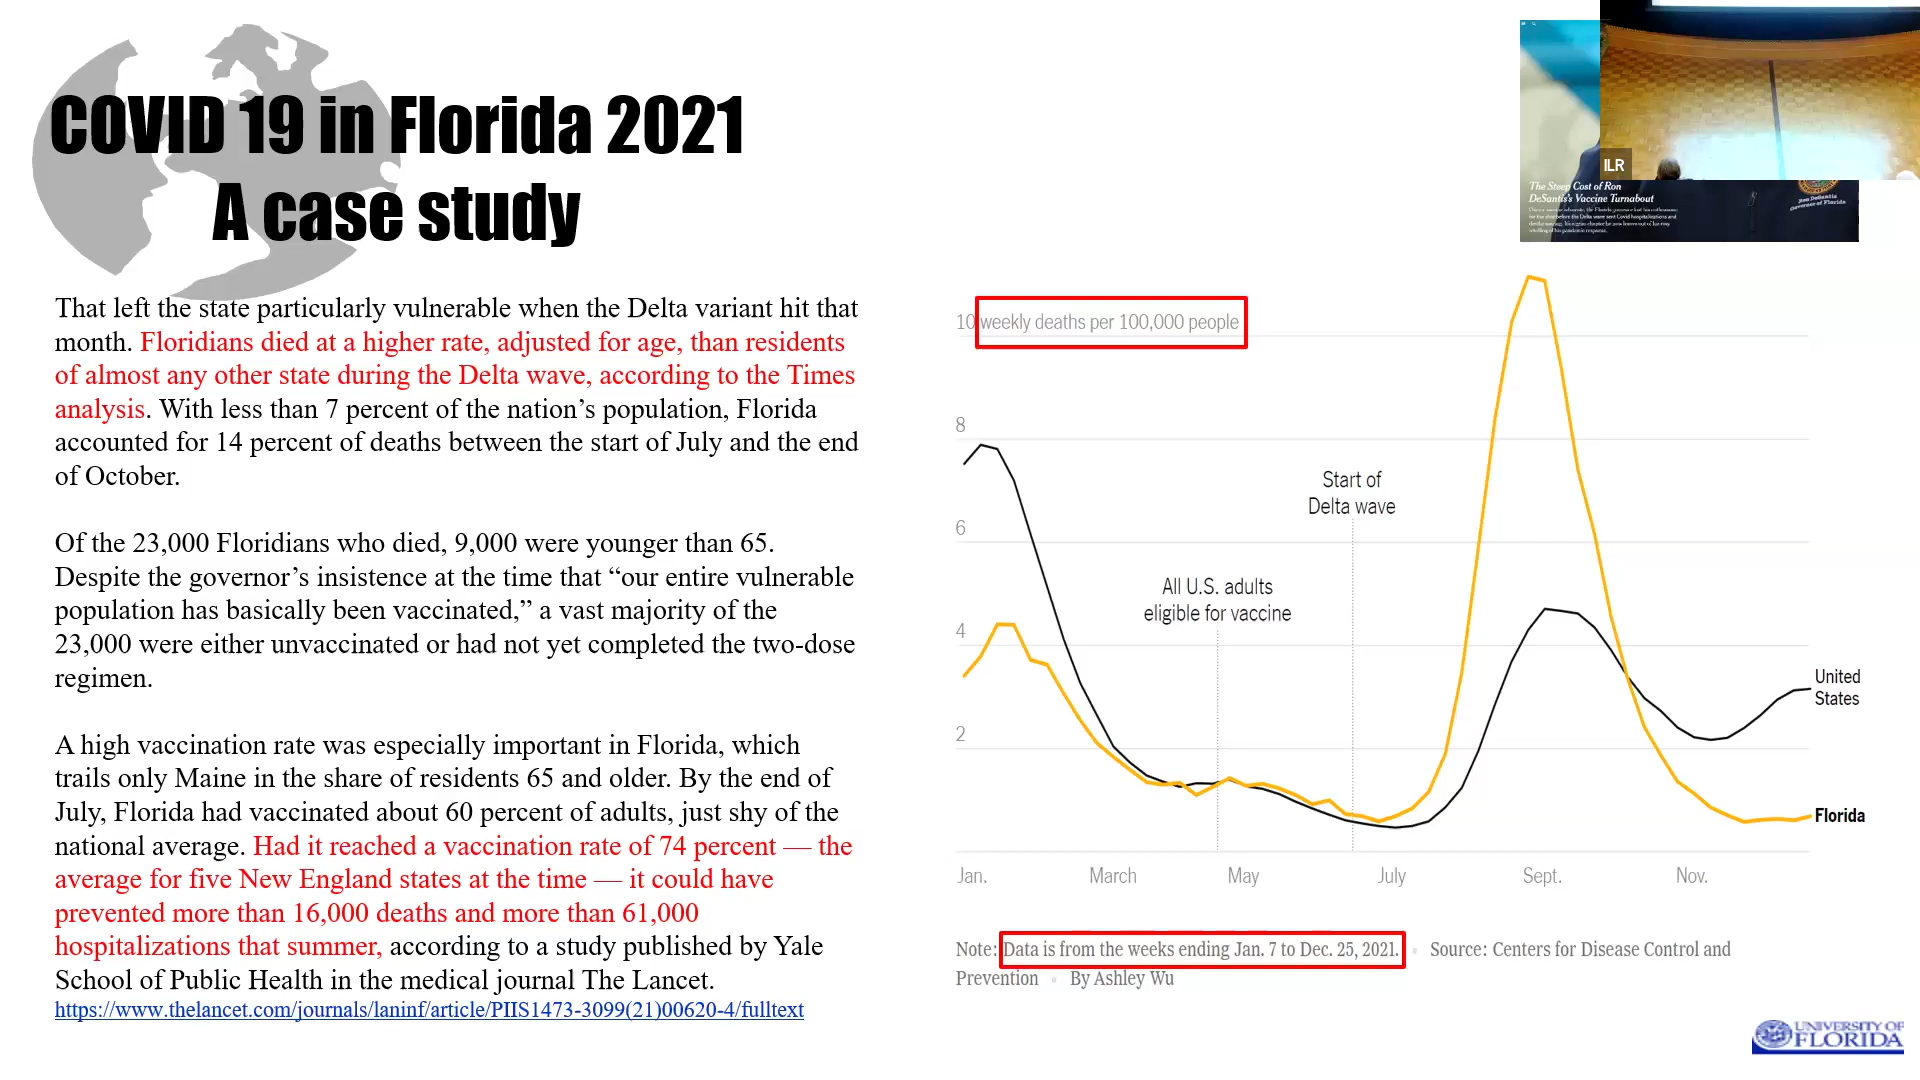 COVID 19 in Florida 2021
A case study
That left the state particularly vulnerable when the Delta variant hit that
month. Floridians died at a higher rate, adjusted for age, than residents
of almost any other state during the Delta wave, according to the Times
analysis. With less than 7 percent of the nation’s population, Florida
accounted for 14 percent of deaths between the start of July and the end
of October.
Of the 23,000 Floridians who died, 9,000 were younger than 65.
Despite the governor’s insistence at the time that “our entire vulnerable
population has basically been vaccinated,” a vast majority of the
23,000 were either unvaccinated or had not yet completed the two-dose
regimen.
A high vaccination rate was especially important in Florida, which
trails only Maine in the share of residents 65 and older. By the end of
July, Florida had vaccinated about 60 percent of adults, just shy of the
national average. Had it reached a vaccination rate of 74 percent — the
average for five New England states at the time — it could have
prevented more than 16,000 deaths and more than 61,000
hospitalizations that summer, according to a study published by Yale
School of Public Health in the medical journal The Lancet.
https://www.thelancet.com/journals/laninf/article/PIIS1473-3099(21)00620-4/fulltext
ILR
The Steep Cost of Ron
DeSantis's Vaccine Turnabout
Ron DeSantis
Governor of Florida
10 weekly deaths per 100,000 people
8
6
4
2
Start of
Delta wave
All U.S. adults
eligible for vaccine
United
States
Florida
Jan. March May July Sept. Nov.
Note: Data is from the weeks ending Jan. 7 to Dec. 25, 2021. • Source: Centers for Disease Control and
Prevention • By Ashley Wu
UNIVERSITY OF
FLORIDA